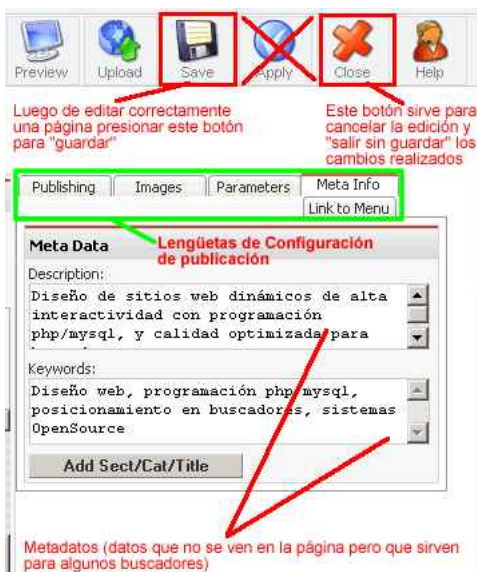 Preview Upload Save Apply Close Help
Luego de editar correctamente
una página presionar este botón
para "guardar"
Este botón sirve para
cancelar la edición y
"salir sin guardar" los
cambios realizados
Publishing Images Parameters Meta Info
Link to Menu
Meta Data
Lengüetas de Configuración
de publicación
Description:
Diseño de sitios web dinámicos de alta
interactividad con programación
php/mysql, y calidad optimizada para
Keywords:
Diseño web, programación php/mysql,
posicionamiento en buscadores, sistemas
OpenSource
Add Sect/Cat/Title
Metadatos (datos que no se ven en la página pero que sirven
para algunos buscadores)